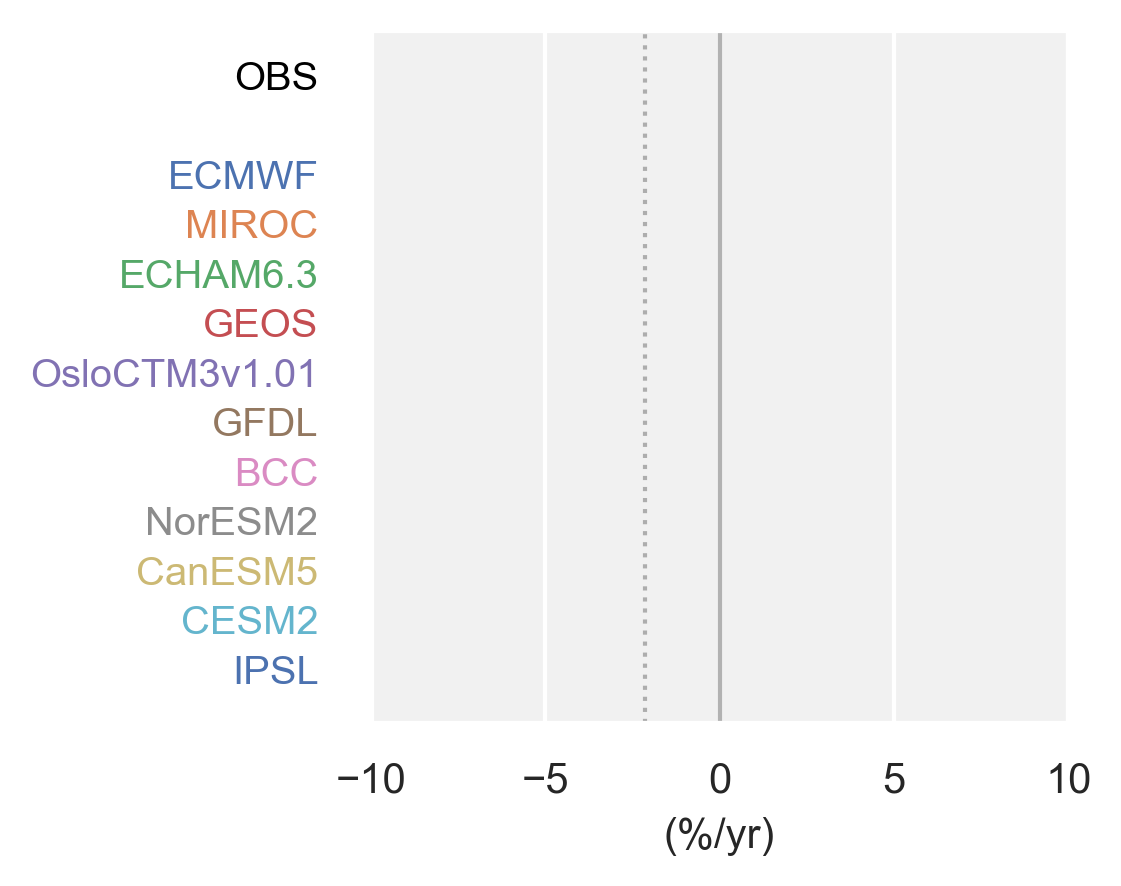 OBS
ECMWF
MIROC
ECHAM6.3
GEOS
OsloCTM3v1.01
GFDL
BCC
NorESM2
CanESM5
CESM2
IPSL
−10 −5 0 5 10
(%/yr)